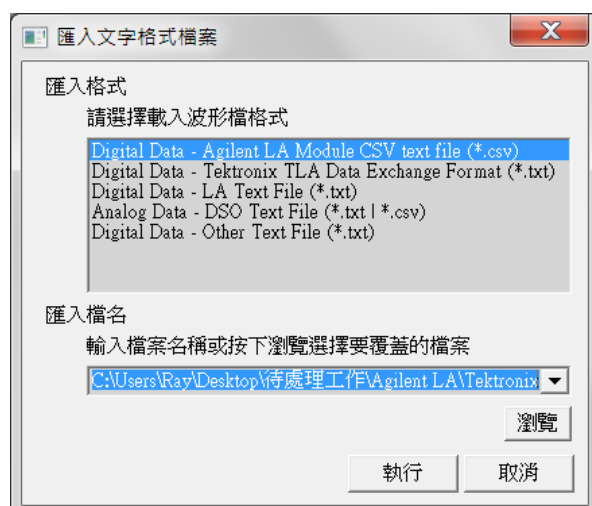 匯入文字格式檔案
匯入格式
請選擇載入波形檔格式
Digital Data - Agilent LA Module CSV text file (*.csv)
Digital Data - Tektronix TLA Data Exchange Format (*.txt)
Digital Data - LA Text File (*.txt)
Analog Data - DSO Text File (*.txt | *.csv)
Digital Data - Other Text File (*.txt)
匯入檔名
輸入檔案名稱或按下瀏覽選擇要覆蓋的檔案
C:\Users\Ray\Desktop\待處理工作\Agilent LA\Tektronix
瀏覽
執行 取消